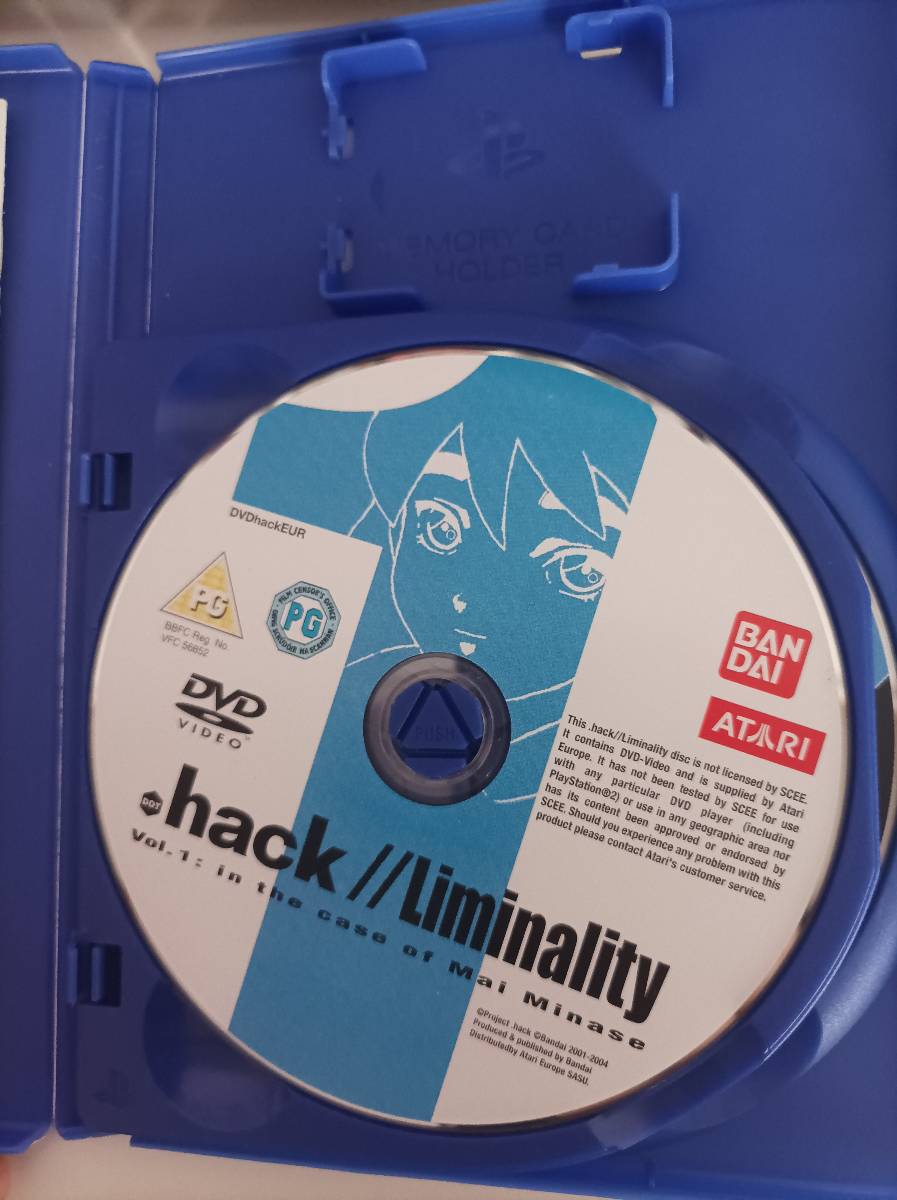 MEMORY CARD
HOLDER
DVDhackEUR
PG
BBFC Reg. No.
VFC 56852
FILM CENSOR'S OFFICE
PG
DVD
VIDEO
BAN
DAI
ATARI
PUSH
This .hack//Liminality disc is not licensed by SCEE.
It contains DVD-Video and is supplied by Atari
Europe. It has not been tested by SCEE for use
with any particular DVD player (including
PlayStation®2) or use in any geographic area nor
has its content been approved or endorsed by
SCEE. Should you experience any problem with this
product please contact Atari's customer service.
DOT
.hack//Liminality
Vol.1: in the case of Mai Minase
©Project .hack ©Bandai 2001-2004
Produced & published by Bandai
Distributedby Atari Europe SASU.